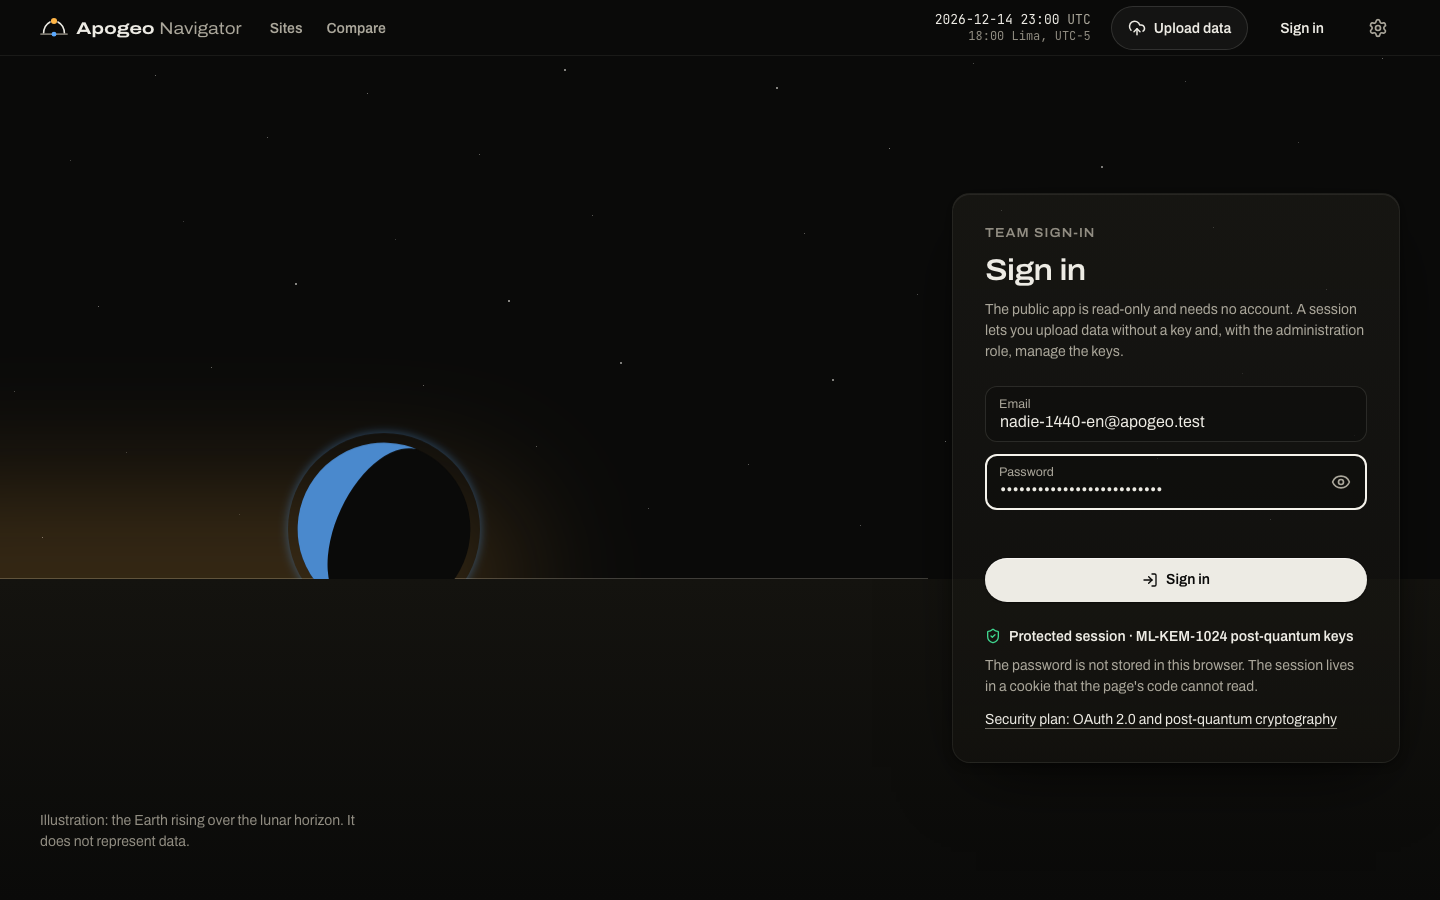 Apogeo Navigator
Sites
Compare
2026-12-14 23:00 UTC
18:00 Lima, UTC-5
Upload data
Sign in
TEAM SIGN-IN
Sign in
The public app is read-only and needs no account. A session
lets you upload data without a key and, with the administration
role, manage the keys.
Email
nadie-1440-en@apogeo.test
Password
••••••••••••••••••••••••••
Sign in
Protected session · ML-KEM-1024 post-quantum keys
The password is not stored in this browser. The session lives
in a cookie that the page's code cannot read.
Security plan: OAuth 2.0 and post-quantum cryptography
Illustration: the Earth rising over the lunar horizon. It
does not represent data.